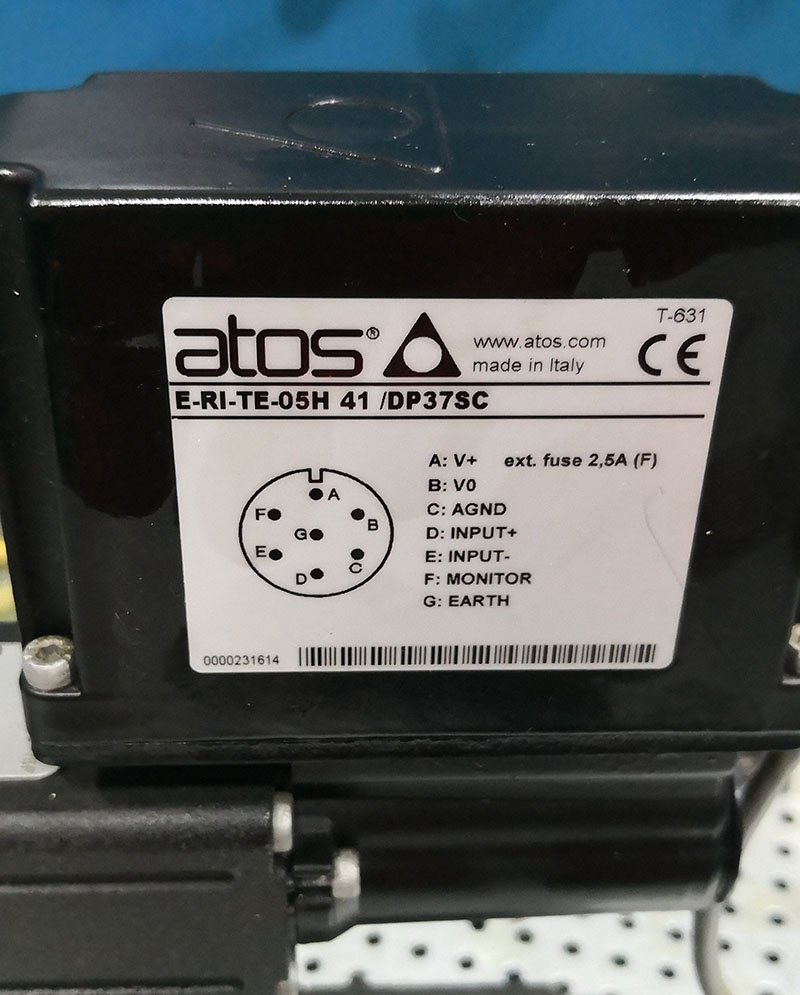 atos®
www.atos.com
made in Italy
T-631
CE
E-RI-TE-05H 41 /DP37SC
A
B
C
D
E
F
G
A: V+ ext. fuse 2,5A (F)
B: V0
C: AGND
D: INPUT+
E: INPUT-
F: MONITOR
G: EARTH
0000231614